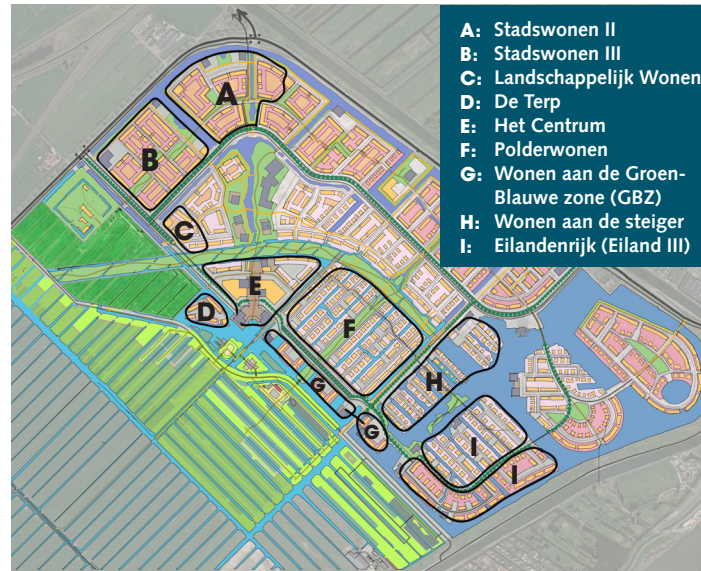 A: Stadswonen II
B: Stadswonen III
C: Landschappelijk Wonen
D: De Terp
E: Het Centrum
F: Polderwonen
G: Wonen aan de Groen-
Blauwe zone (GBZ)
H: Wonen aan de steiger
I: Eilandenrijk (Eiland III)
A
B
C
E
D
F
G
H
G
I
I